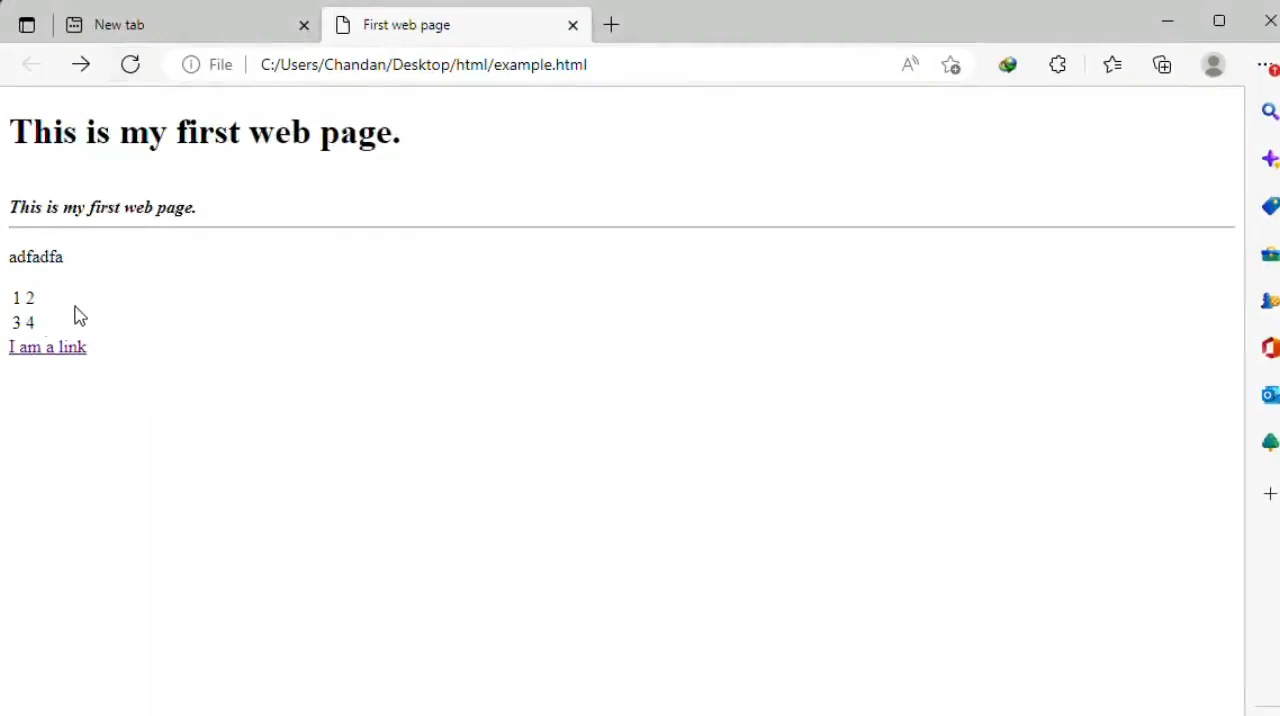 New tab
First web page
File
C:/Users/Chandan/Desktop/html/example.html
This is my first web page.
This is my first web page.
adfadfa
1 2
3 4
I am a link